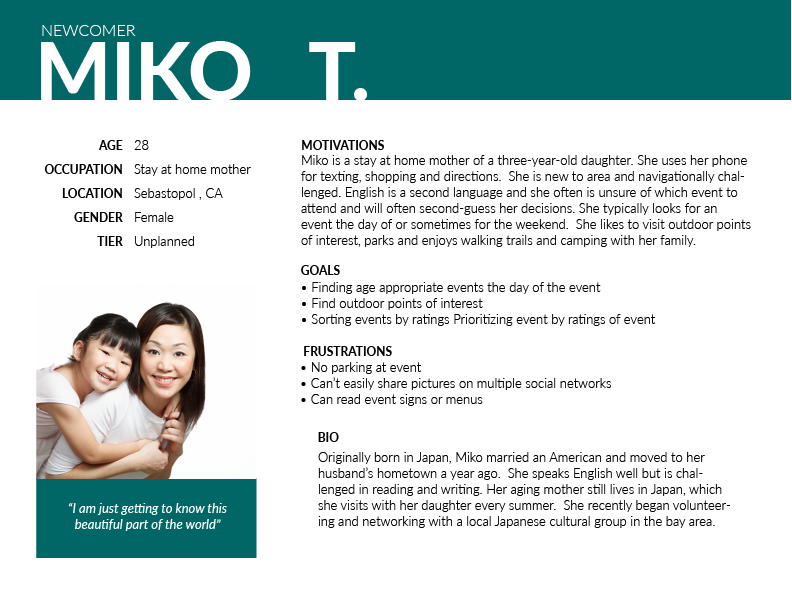 NEWCOMER
MIKO T.
AGE 28
OCCUPATION Stay at home mother
LOCATION Sebastopol , CA
GENDER Female
TIER Unplanned
"I am just getting to know this
beautiful part of the world"
MOTIVATIONS
Miko is a stay at home mother of a three-year-old daughter. She uses her phone
for texting, shopping and directions.  She is new to area and navigationally chal-
lenged. English is a second language and she often is unsure of which event to
attend and will often second-guess her decisions. She typically looks for an
event the day of or sometimes for the weekend.  She likes to visit outdoor points
of interest, parks and enjoys walking trails and camping with her family.
GOALS
• Finding age appropriate events the day of the event
• Find outdoor points of interest
• Sorting events by ratings Prioritizing event by ratings of event
FRUSTRATIONS
• No parking at event
• Can't easily share pictures on multiple social networks
• Can read event signs or menus
BIO
Originally born in Japan, Miko married an American and moved to her
husband's hometown a year ago.  She speaks English well but is chal-
lenged in reading and writing. Her aging mother still lives in Japan, which
she visits with her daughter every summer.  She recently began volunteer-
ing and networking with a local Japanese cultural group in the bay area.